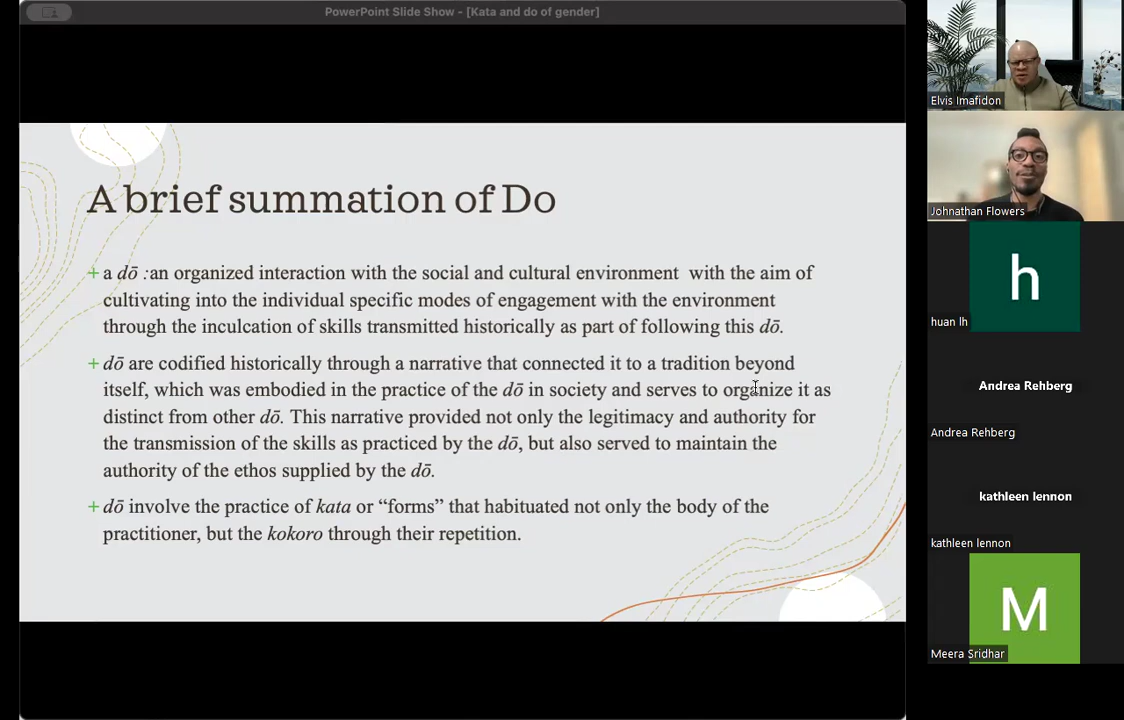 PowerPoint Slide Show - [Kata and do of gender]
A brief summation of Do
+ a dō :an organized interaction with the social and cultural environment with the aim of
cultivating into the individual specific modes of engagement with the environment
through the inculcation of skills transmitted historically as part of following this dō.
+ dō are codified historically through a narrative that connected it to a tradition beyond
itself, which was embodied in the practice of the dō in society and serves to organize it as
distinct from other dō. This narrative provided not only the legitimacy and authority for
the transmission of the skills as practiced by the dō, but also served to maintain the
authority of the ethos supplied by the dō.
+ dō involve the practice of kata or “forms” that habituated not only the body of the
practitioner, but the kokoro through their repetition.
Elvis Imafidon
Johnathan Flowers
h
huan lh
Andrea Rehberg
Andrea Rehberg
kathleen lennon
kathleen lennon
M
Meera Sridhar